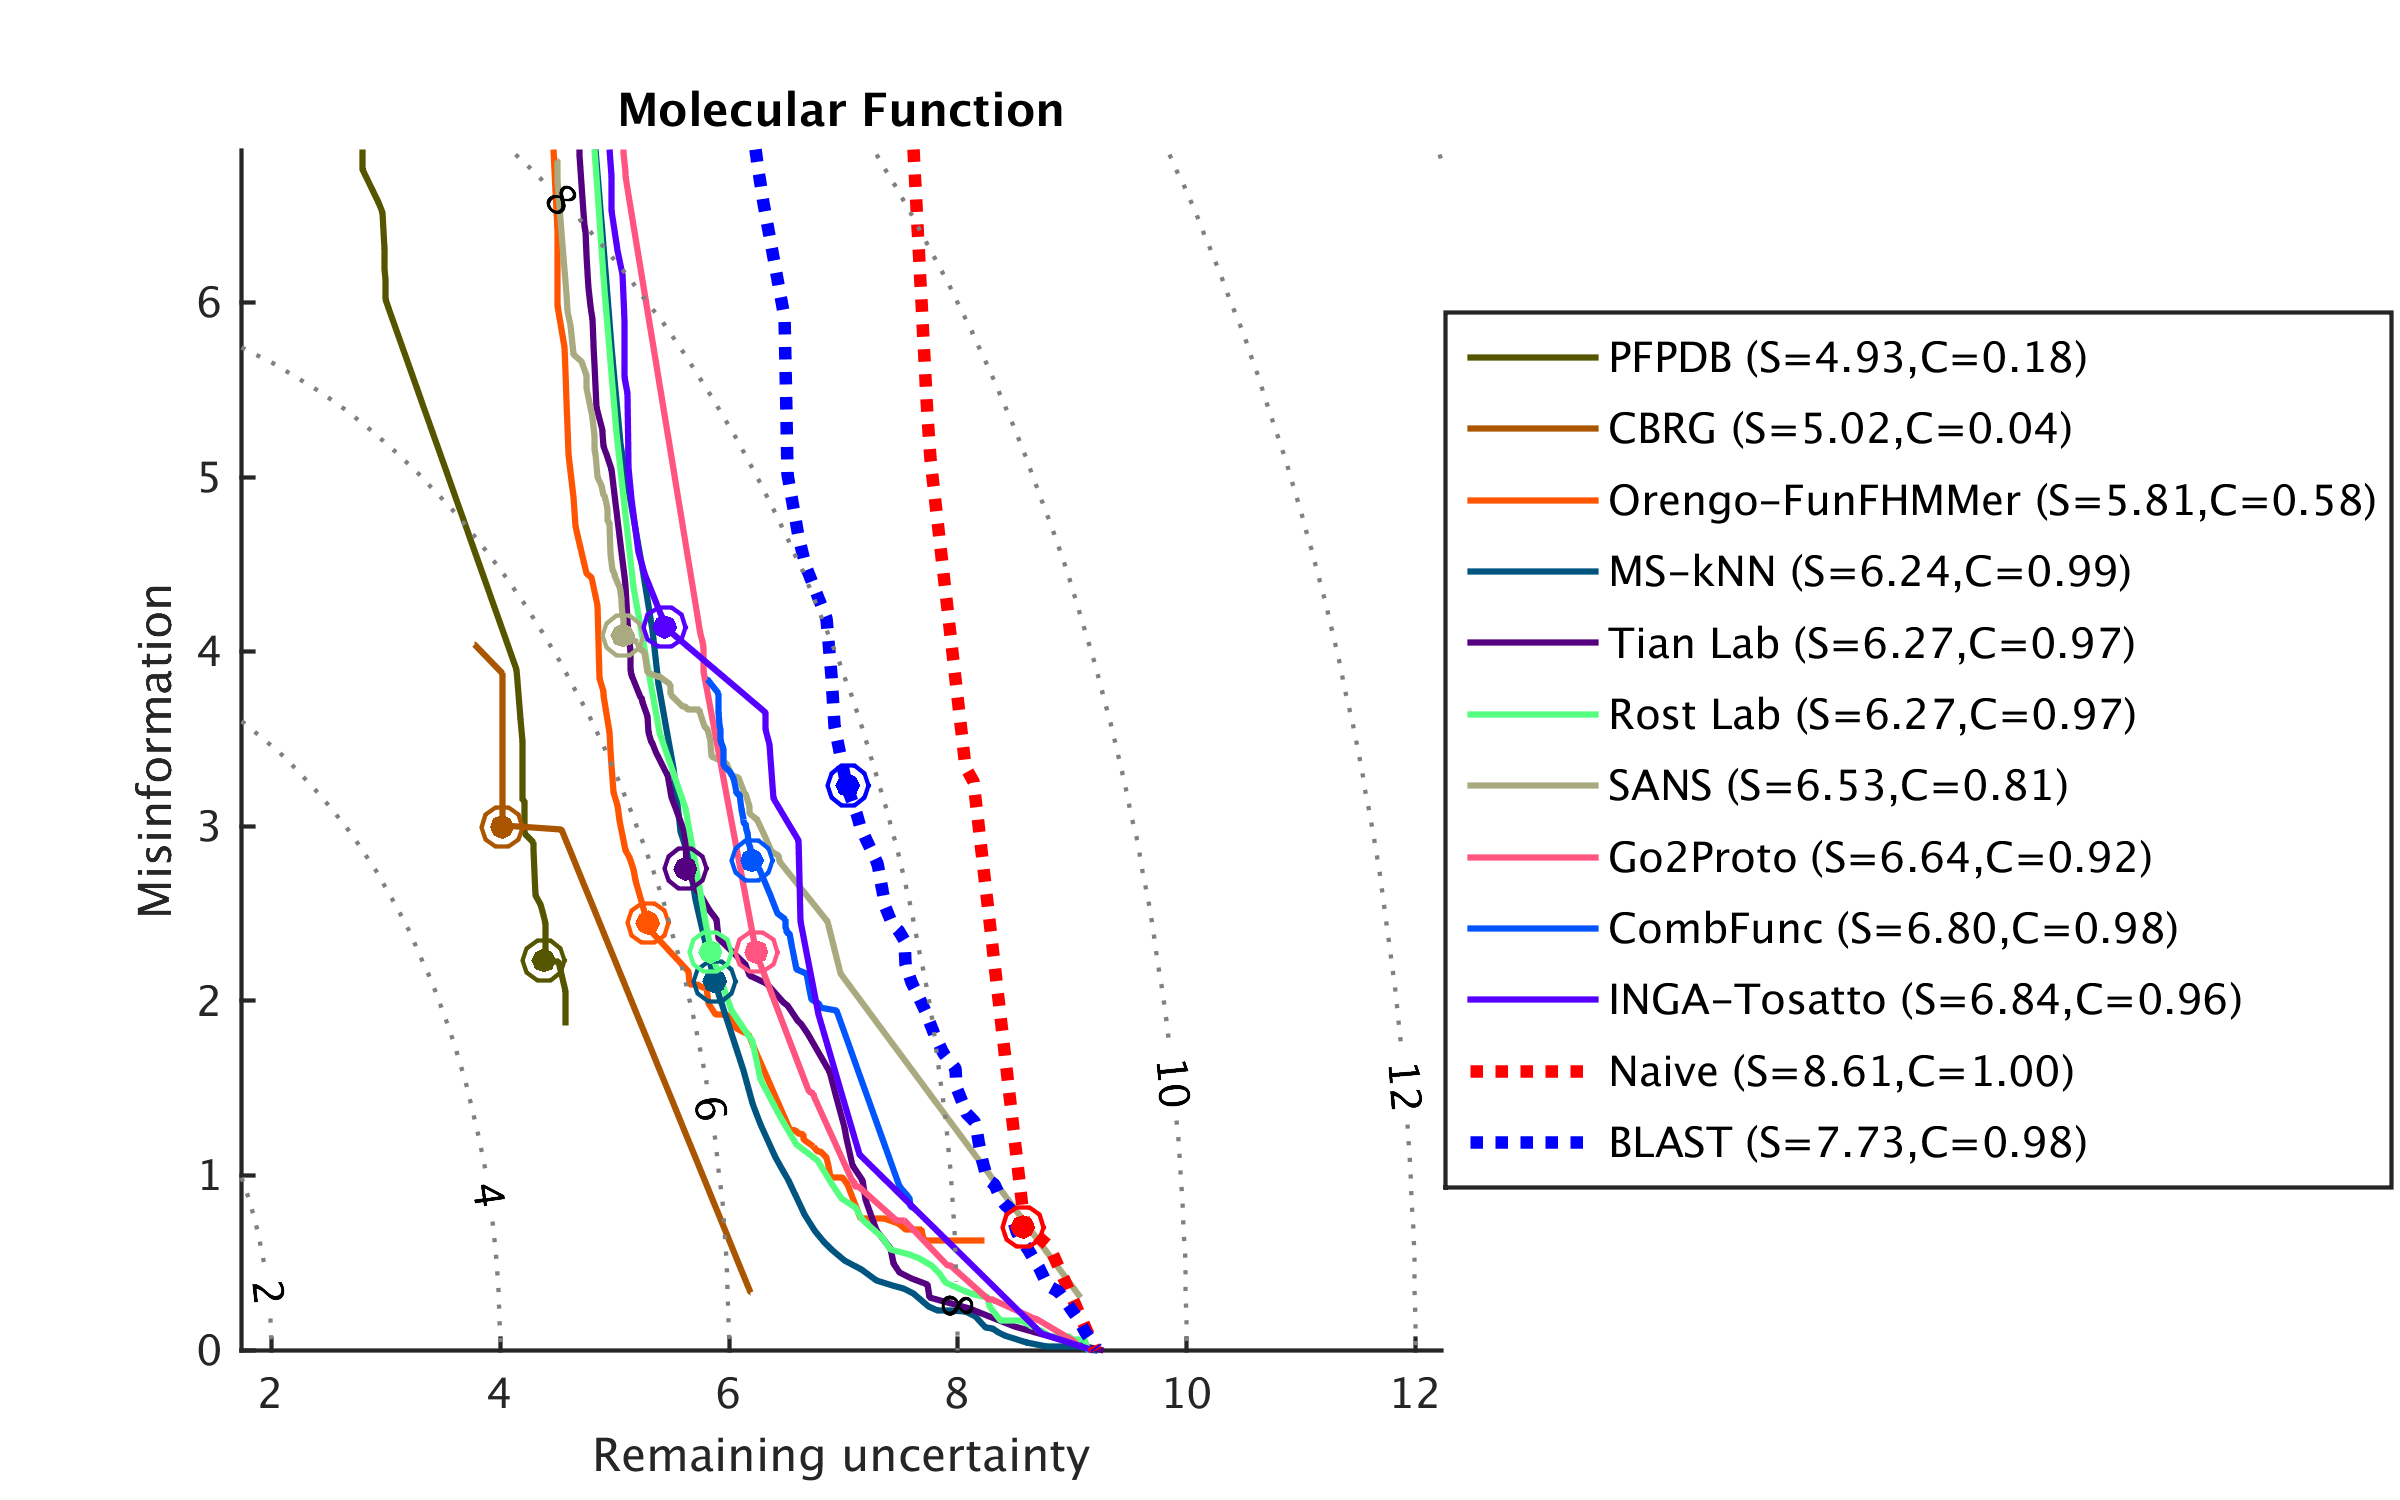 Molecular Function
Misinformation
6
5
4
3
2
1
0
2
4
6
8
10
12
Remaining uncertainty
8
2
4
6
8
10
12
PFPDB (S=4.93,C=0.18)
CBRG (S=5.02,C=0.04)
Orengo-FunFHMMer (S=5.81,C=0.58)
MS-kNN (S=6.24,C=0.99)
Tian Lab (S=6.27,C=0.97)
Rost Lab (S=6.27,C=0.97)
SANS (S=6.53,C=0.81)
Go2Proto (S=6.64,C=0.92)
CombFunc (S=6.80,C=0.98)
INGA-Tosatto (S=6.84,C=0.96)
Naive (S=8.61,C=1.00)
BLAST (S=7.73,C=0.98)